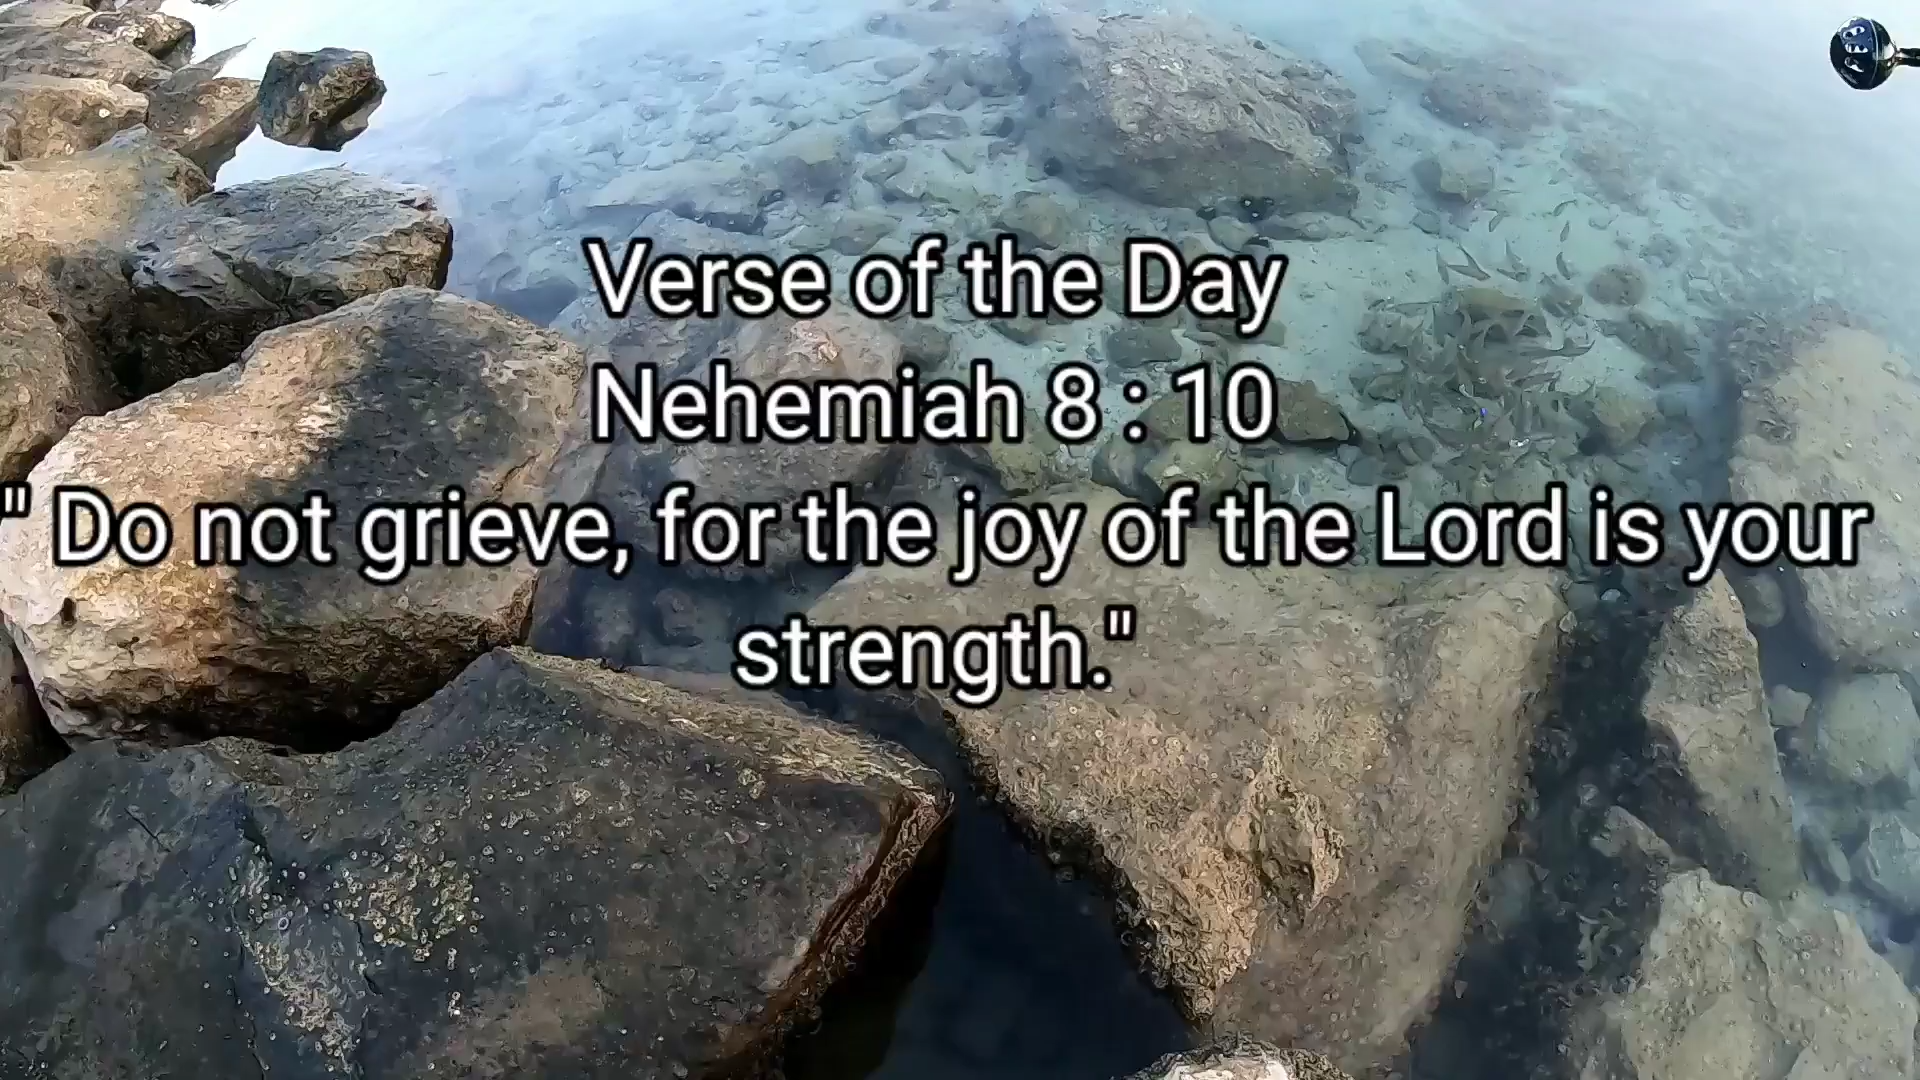 Verse of the Day
Nehemiah 8 : 10
" Do not grieve, for the joy of the Lord is your
strength."